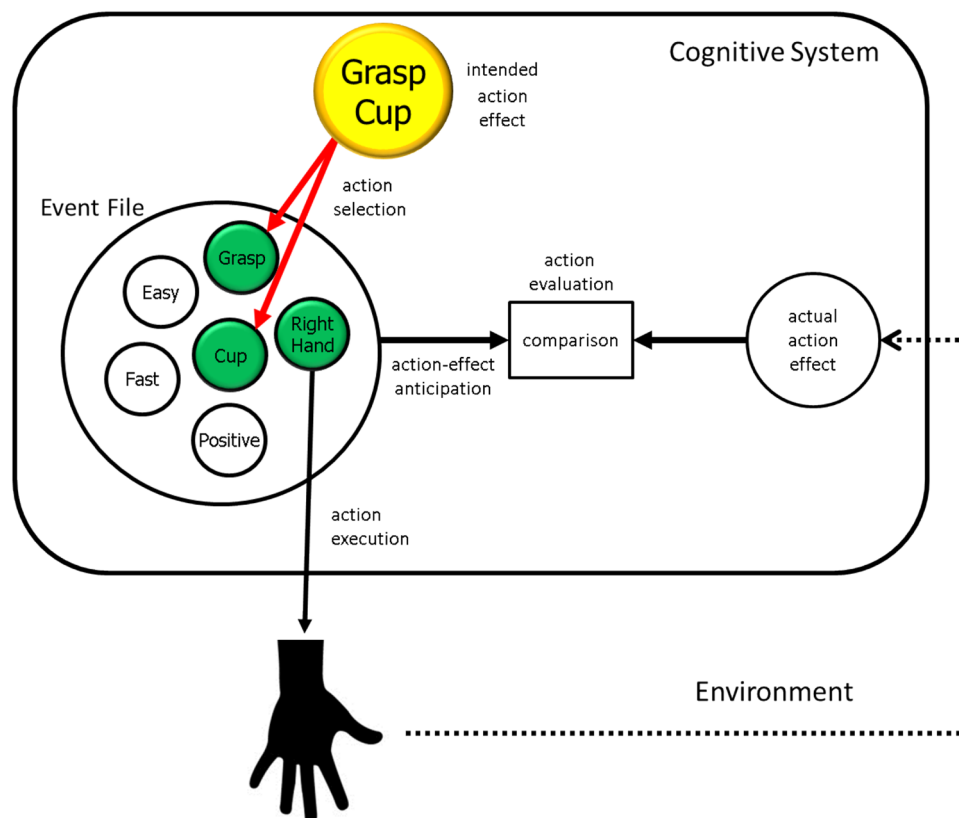 Cognitive System
Grasp
Cup
intended
action
effect
action
selection
Event File
Grasp
Easy
Right
Hand
Cup
Fast
Positive
action
evaluation
comparison
action-effect
anticipation
actual
action
effect
action
execution
Environment